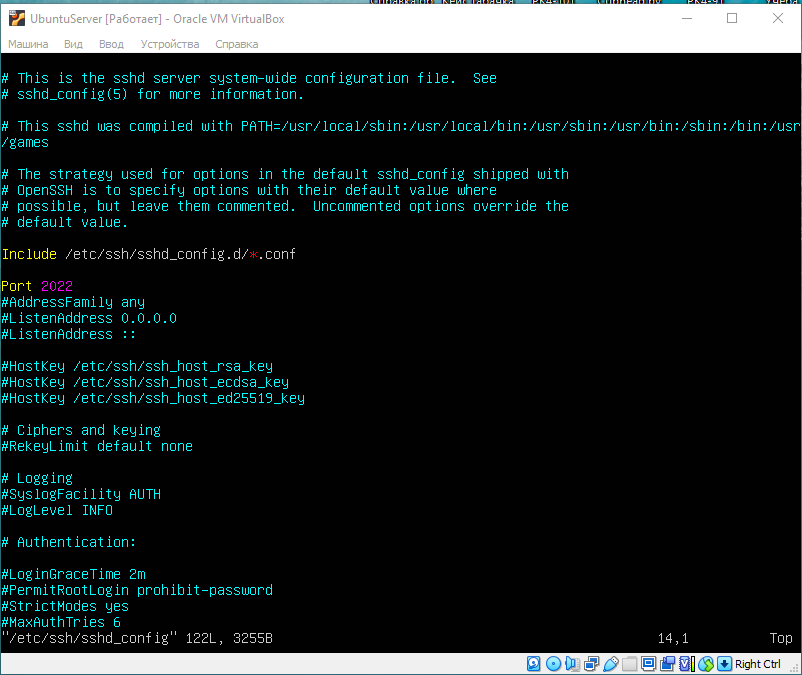 UbuntuServer [Работает] - Oracle VM VirtualBox
Машина Вид Ввод Устройства Справка
# This is the sshd server system-wide configuration file.  See
# sshd_config(5) for more information.
# This sshd was compiled with PATH=/usr/local/sbin:/usr/local/bin:/usr/sbin:/usr/bin:/sbin:/bin:/usr
/games
# The strategy used for options in the default sshd_config shipped with
# OpenSSH is to specify options with their default value where
# possible, but leave them commented.  Uncommented options override the
# default value.
Include /etc/ssh/sshd_config.d/*.conf
Port 2022
#AddressFamily any
#ListenAddress 0.0.0.0
#ListenAddress ::
#HostKey /etc/ssh/ssh_host_rsa_key
#HostKey /etc/ssh/ssh_host_ecdsa_key
#HostKey /etc/ssh/ssh_host_ed25519_key
# Ciphers and keying
#RekeyLimit default none
# Logging
#SyslogFacility AUTH
#LogLevel INFO
# Authentication:
#LoginGraceTime 2m
#PermitRootLogin prohibit-password
#StrictModes yes
#MaxAuthTries 6
"/etc/ssh/sshd_config" 122L, 3255B 14,1 Top
Right Ctrl